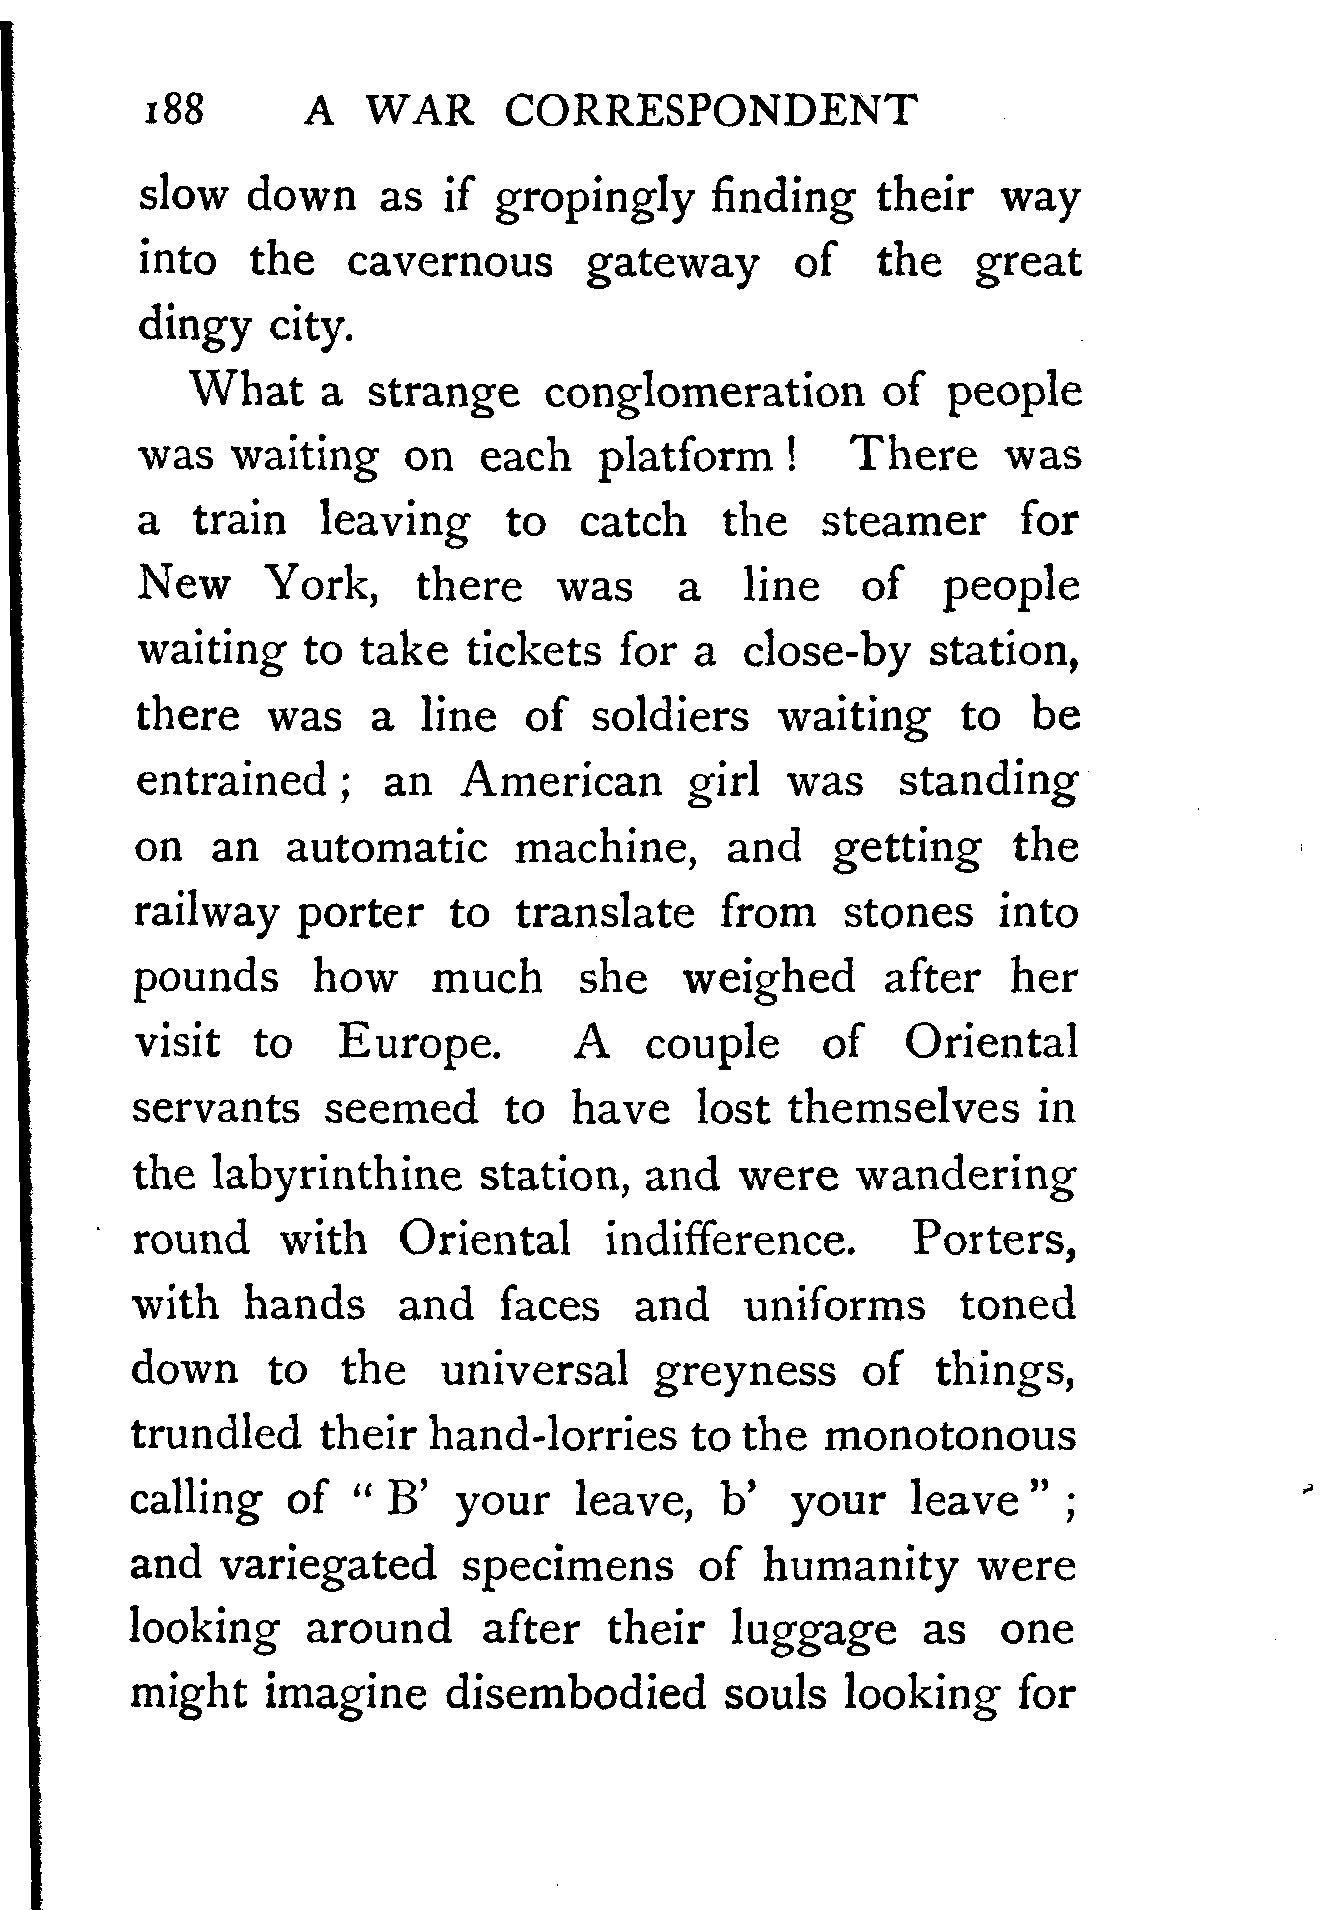 188 A WAR CORRESPONDENT
slow down as if gropingly finding their way
into the cavernous gateway of the great
dingy city.
What a strange conglomeration of people
was waiting on each platform ! There was
a train leaving to catch the steamer for
New York, there was a line of people
waiting to take tickets for a close-by station,
there was a line of soldiers waiting to be
entrained ; an American girl was standing
on an automatic machine, and getting the
railway porter to translate from stones into
pounds how much she weighed after her
visit to Europe. A couple of Oriental
servants seemed to have lost themselves in
the labyrinthine station, and were wandering
round with Oriental indifference. Porters,
with hands and faces and uniforms toned
down to the universal greyness of things,
trundled their hand-lorries to the monotonous
calling of “ B’ your leave, b’ your leave ” ;
and variegated specimens of humanity were
looking around after their luggage as one
might imagine disembodied souls looking for